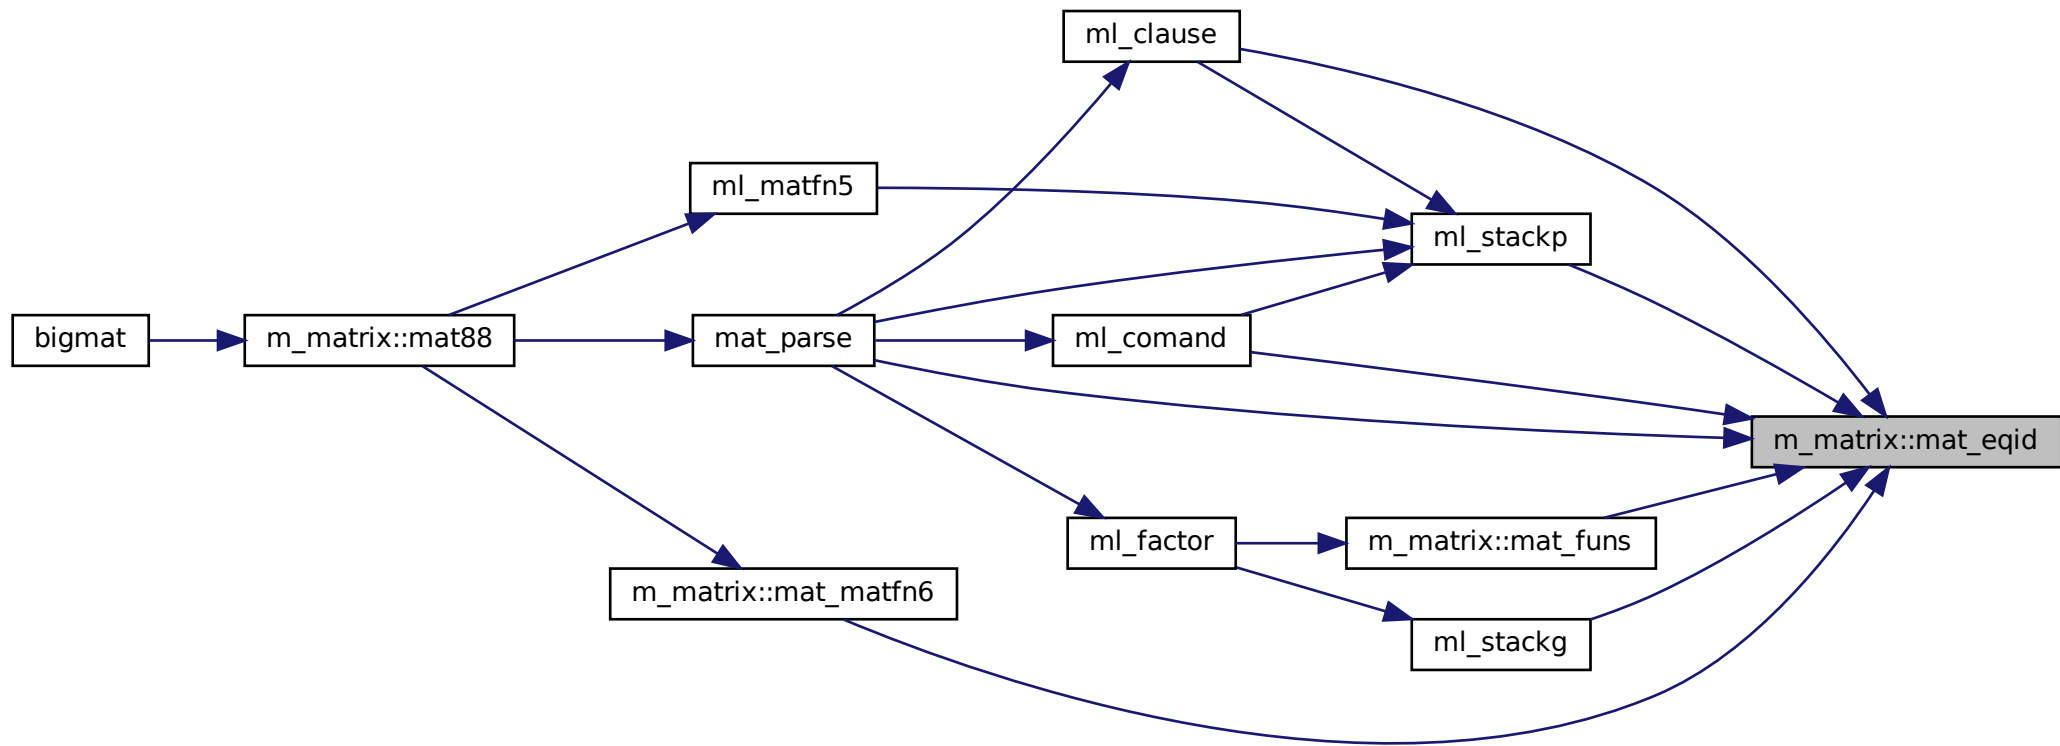 ml_clause
ml_matfn5
ml_stackp
bigmat
m_matrix::mat88
mat_parse
ml_comand
m_matrix::mat_eqid
ml_factor
m_matrix::mat_funs
m_matrix::mat_matfn6
ml_stackg